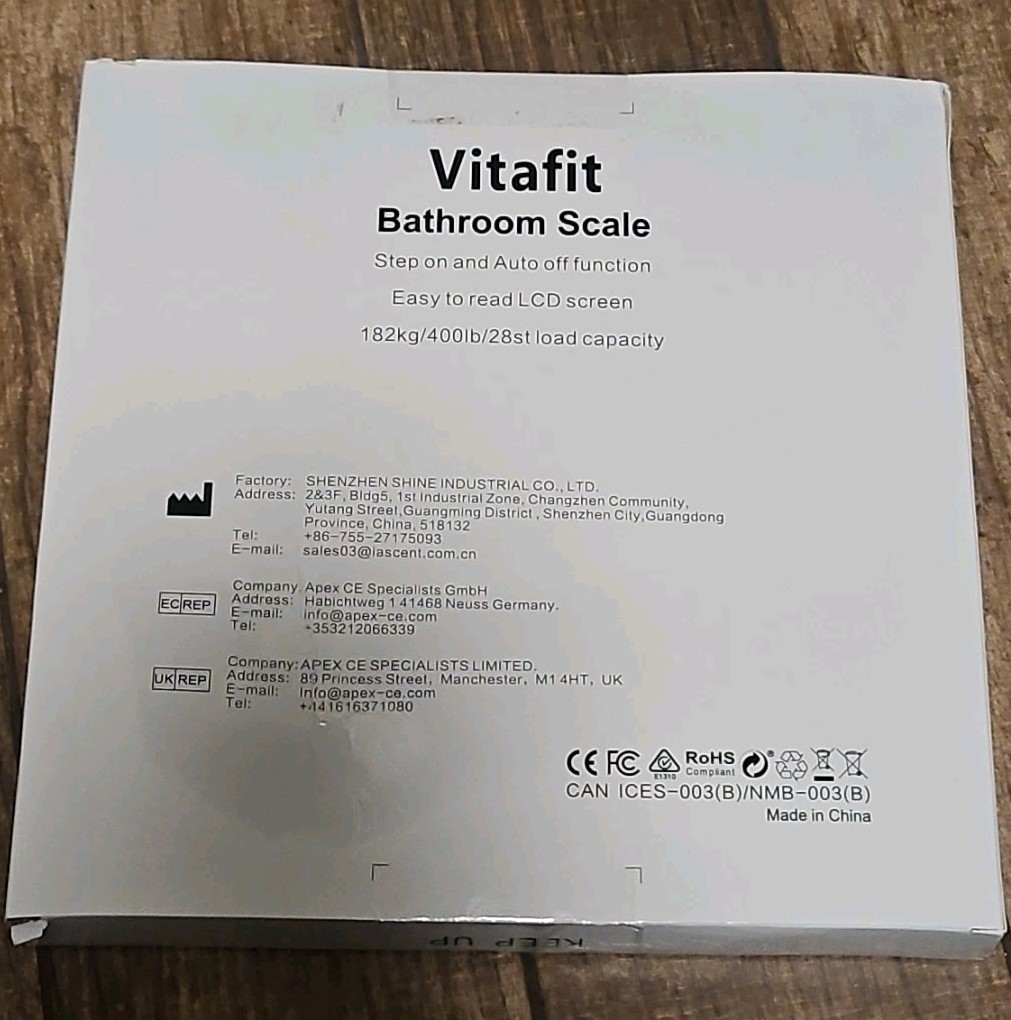 Vitafit
Bathroom Scale
Step on and Auto off function
Easy to read LCD screen
182kg/400lb/28st load capacity
Factory: SHENZHEN SHINE INDUSTRIAL CO., LTD.
Address: 2&3F, Bldg5, 1st Industrial Zone, Changzhen Community,
Yutang Street,Guangming District, Shenzhen City,Guangdong
Province, China, 518132
Tel: +86-755-27175093
E-mail: sales03@iascent.com.cn
EC REP
Company. Apex CE Specialists GmbH
Address: Habichtweg 1 41468 Neuss Germany.
E-mail: info@apex-ce.com
Tel: +353212066339
UK REP
Company: APEX CE SPECIALISTS LIMITED.
Address: 89 Princess Street, Manchester, M1 4HT, UK
E-mail: Info@apex-ce.com
Tel: +441616371080
CE FC E1310 RoHS Compliant ®
CAN ICES-003(B)/NMB-003(B)
Made in China
KEEP UP